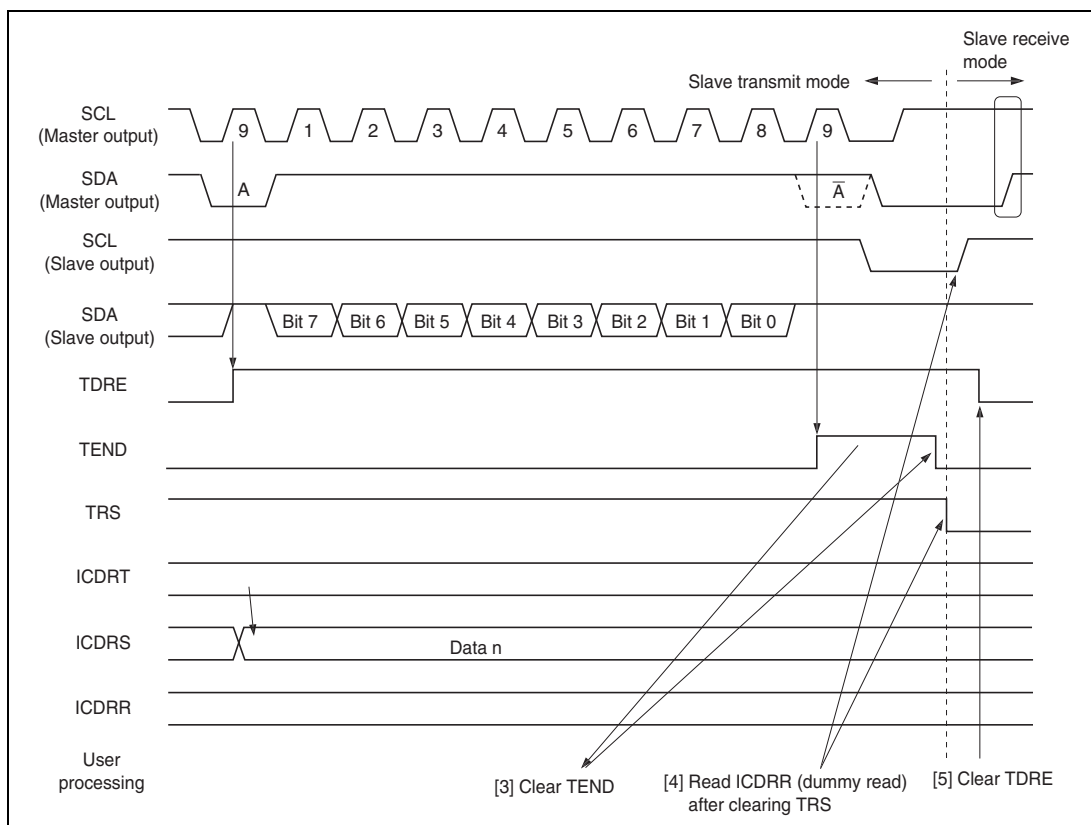 Slave receive
mode
Slave transmit mode
SCL
(Master output)
9 1 2 3 4 5 6 7 8 9
SDA
(Master output)
A A̅
SCL
(Slave output)
SDA
(Slave output)
Bit 7 Bit 6 Bit 5 Bit 4 Bit 3 Bit 2 Bit 1 Bit 0
TDRE
TEND
TRS
ICDRT
ICDRS
Data n
ICDRR
User
processing
[3] Clear TEND
[4] Read ICDRR (dummy read)
after clearing TRS
[5] Clear TDRE